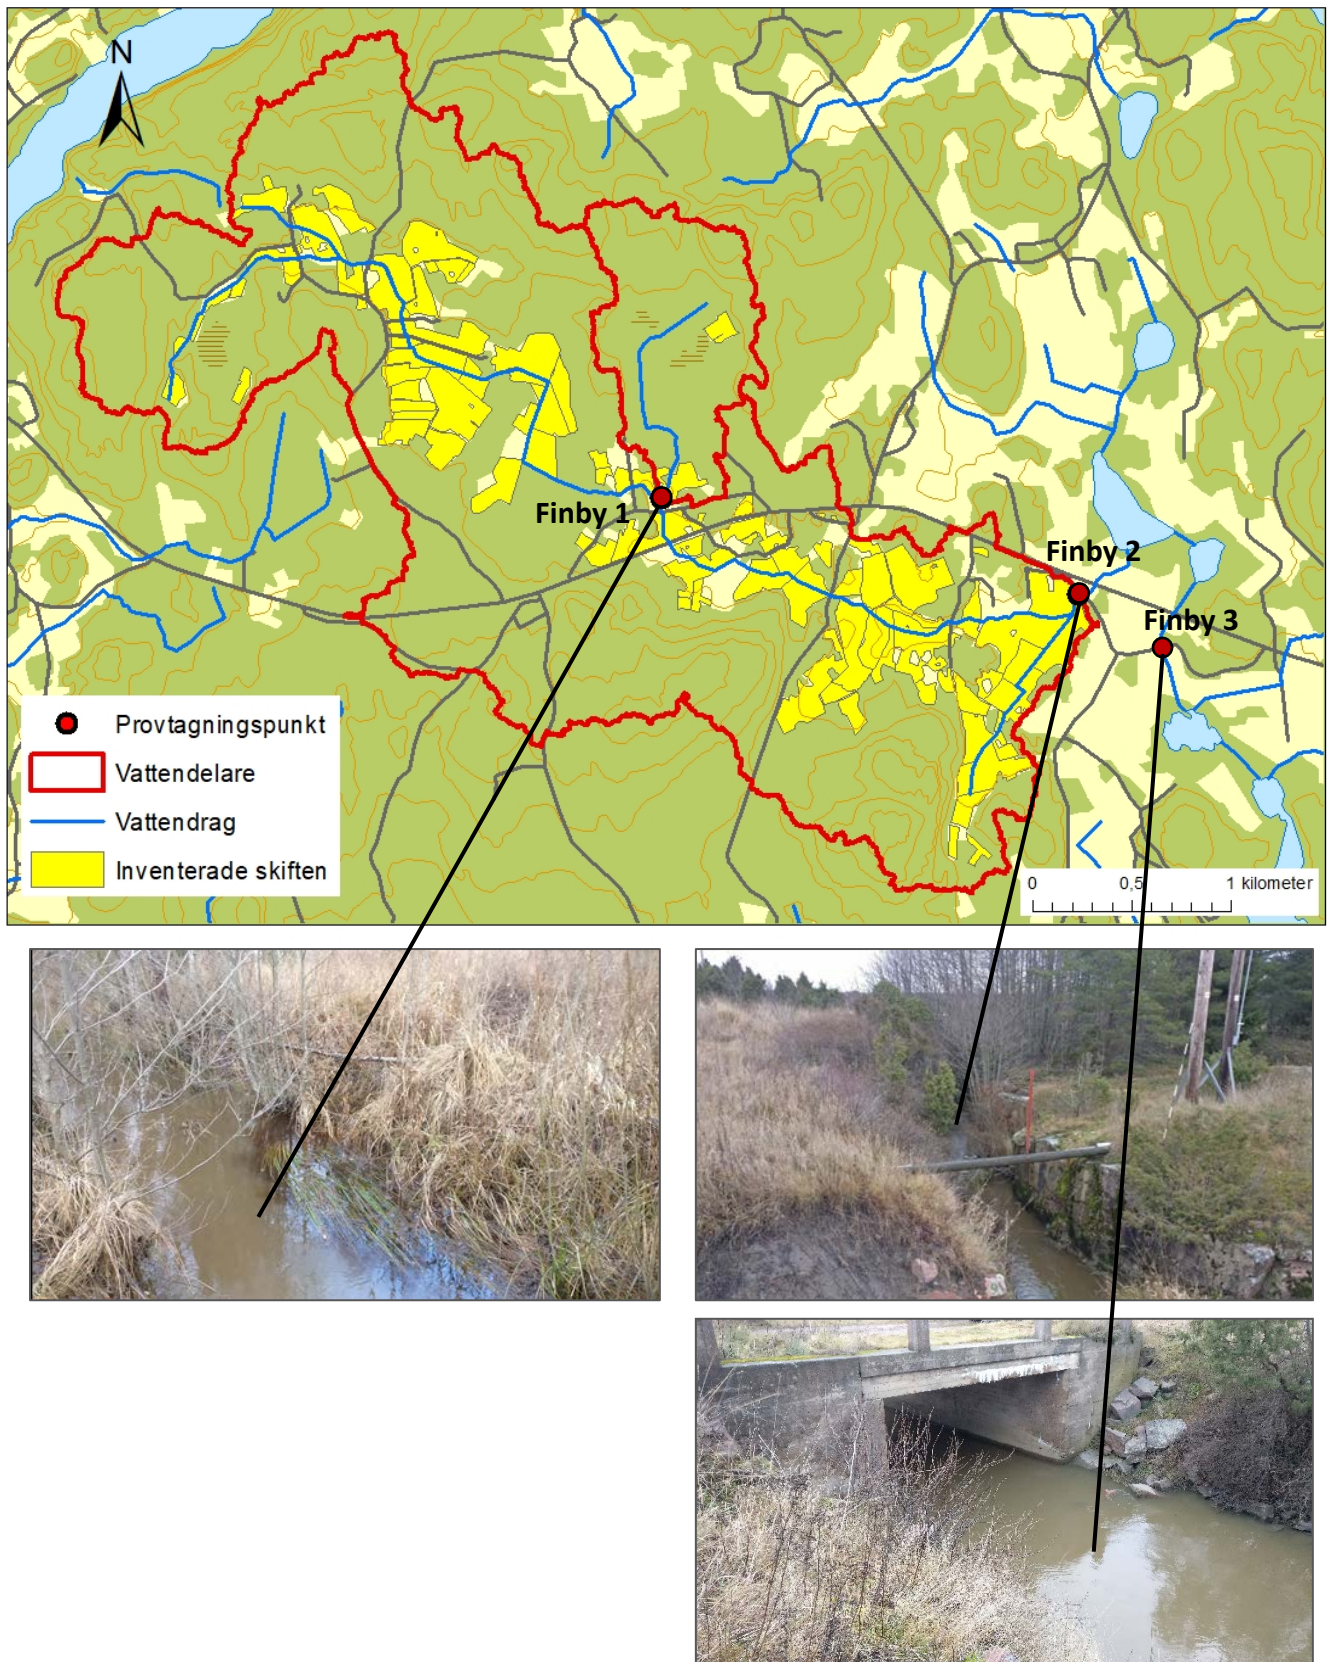 N
Finby 1
Finby 2
Finby 3
Provtagningspunkt
Vattendelare
Vattendrag
Inventerade skiften
0 0,5 1 kilometer